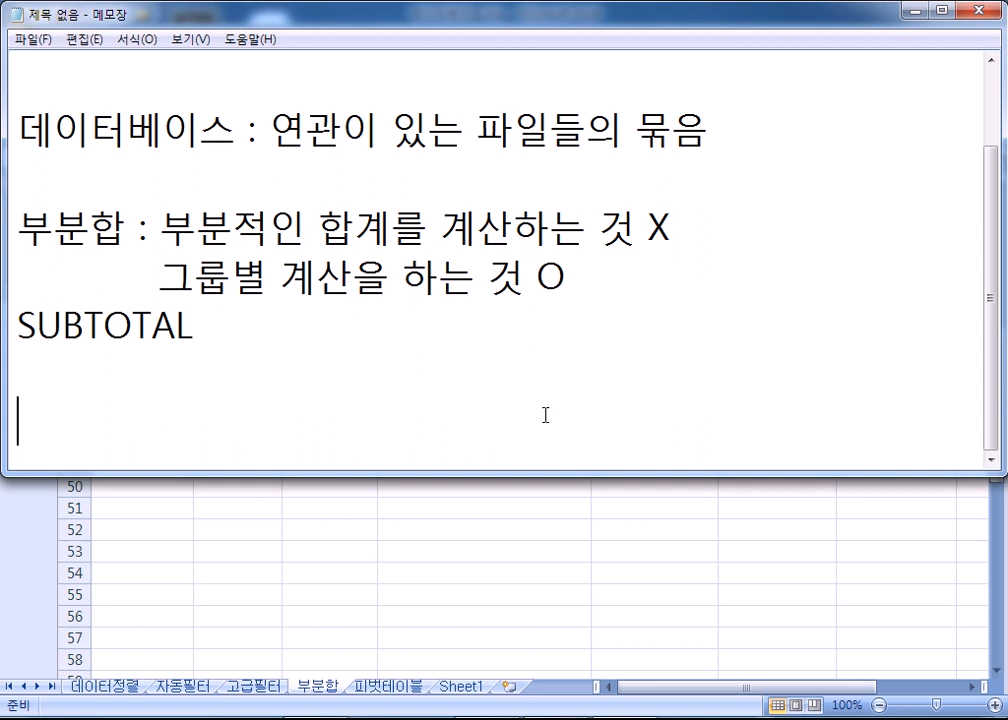 제목 없음 - 메모장
파일(F) 편집(E) 서식(O) 보기(V) 도움말(H)
데이터베이스 : 연관이 있는 파일들의 묶음
부분합 : 부분적인 합계를 계산하는 것 X
그룹별 계산을 하는 것 O
SUBTOTAL
50
51
52
53
54
55
56
57
58
데이터정렬 자동필터 고급필터 부분합 피벗테이블 Sheet1
준비 100%